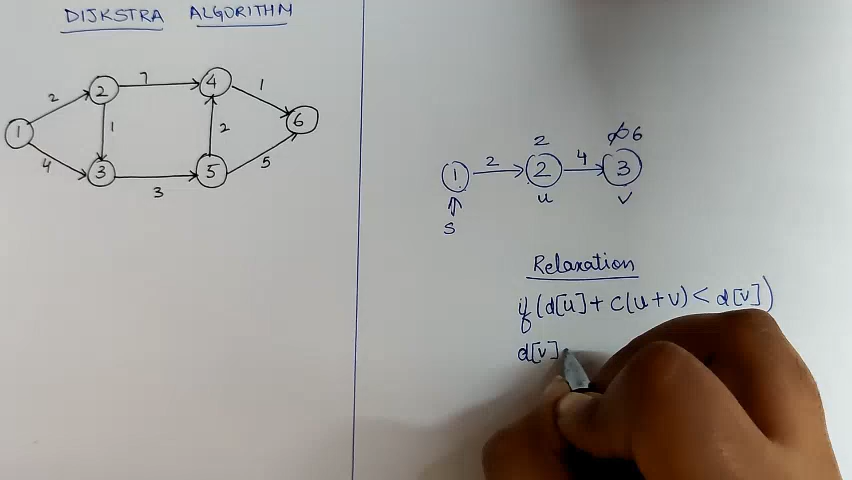 DIJKSTRA ALGORITHM
2 7 4 1
2
1 1 2 6
4 3 5 5
3
2 ∞6
1 2 2 4 3
u v
S
Relaxation
if(d[u]+c(u+v)<d[v])
d[v]